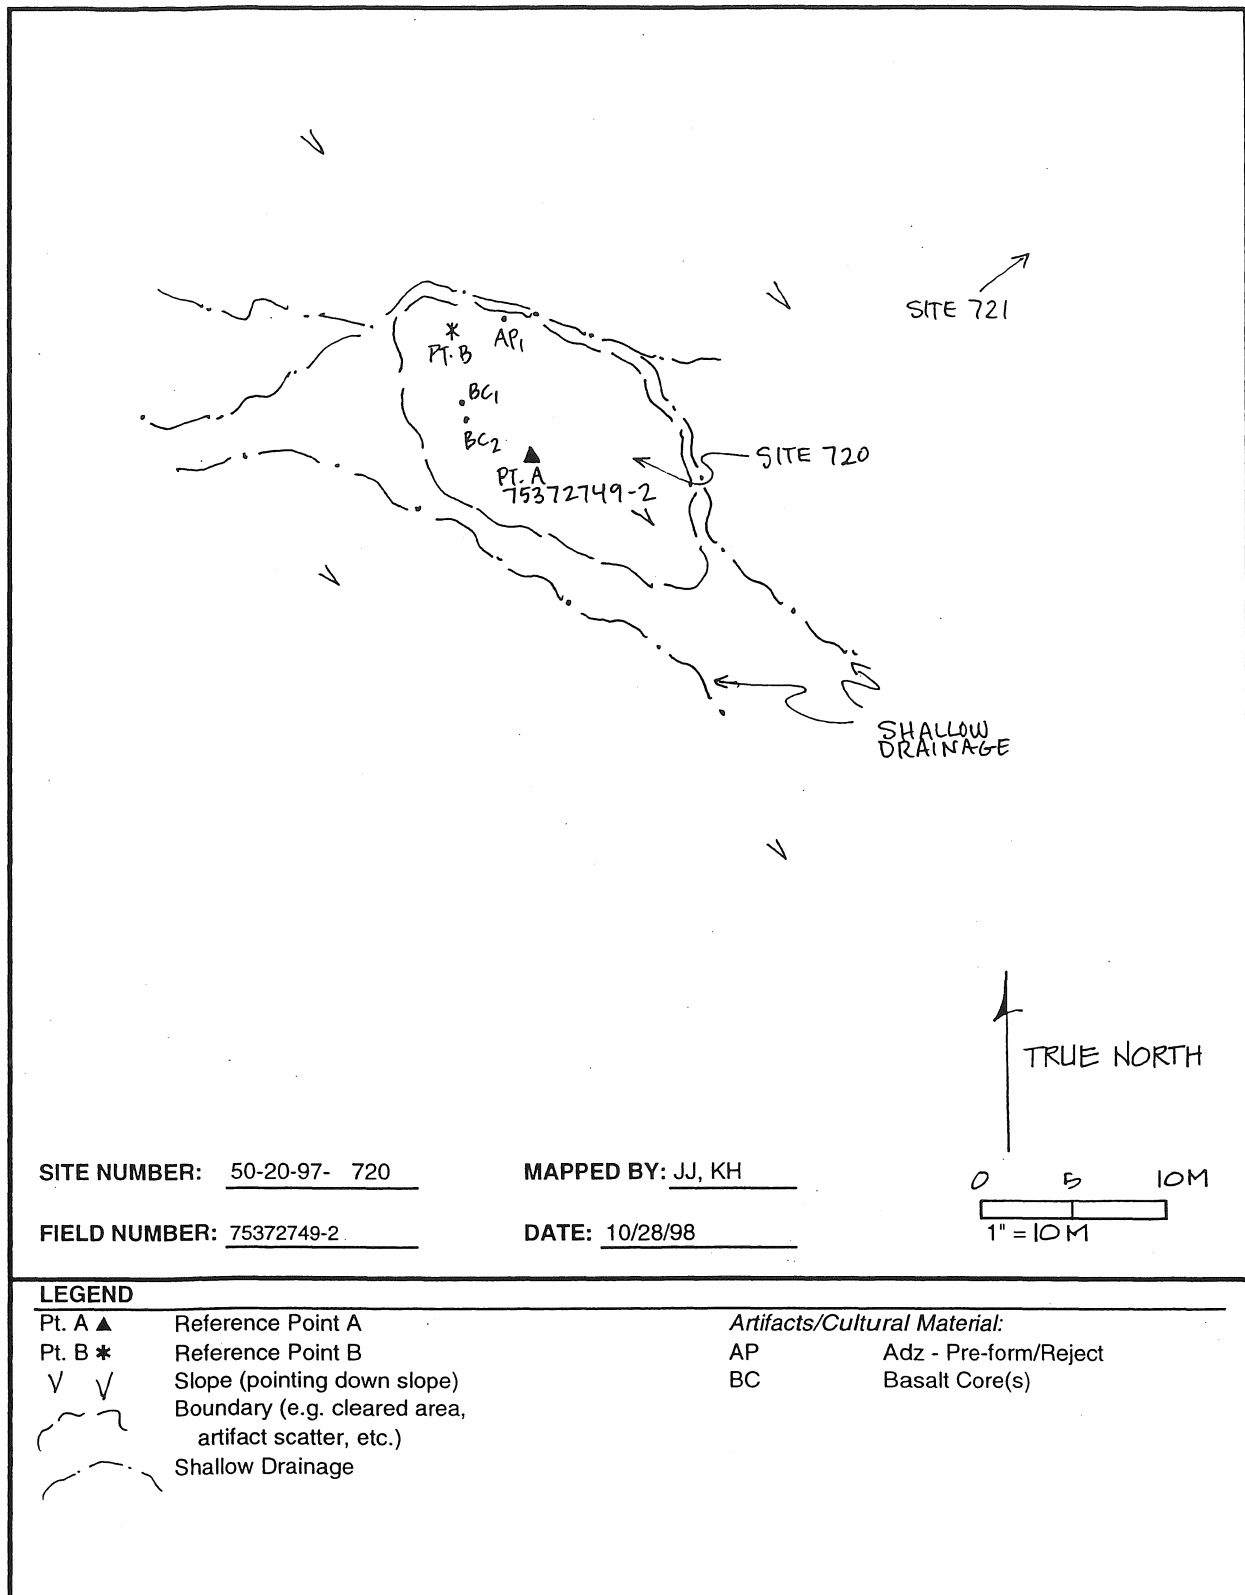 SITE 721
AP1
PT. B
BC1
BC2
SITE 720
PT. A
75372749-2
SHALLOW
DRAINAGE
TRUE NORTH
0 5 10M
1" = 10M
SITE NUMBER: 50-20-97- 720
MAPPED BY: JJ, KH
FIELD NUMBER: 75372749-2
DATE: 10/28/98
LEGEND
Pt. A ▲ Reference Point A
Pt. B * Reference Point B
Slope (pointing down slope)
Boundary (e.g. cleared area,
artifact scatter, etc.)
Shallow Drainage
Artifacts/Cultural Material:
AP Adz - Pre-form/Reject
BC Basalt Core(s)